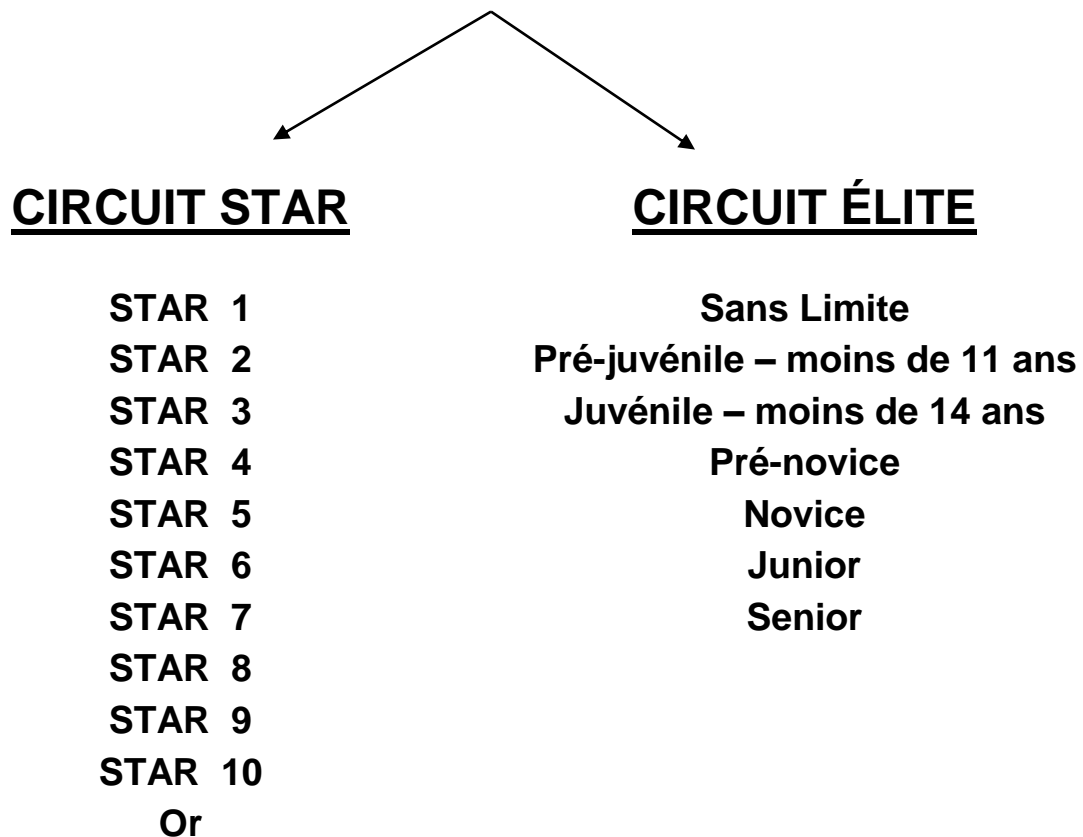 CIRCUIT STAR
STAR 1
STAR 2
STAR 3
STAR 4
STAR 5
STAR 6
STAR 7
STAR 8
STAR 9
STAR 10
Or
CIRCUIT ÉLITE
Sans Limite
Pré-juvénile – moins de 11 ans
Juvénile – moins de 14 ans
Pré-novice
Novice
Junior
Senior